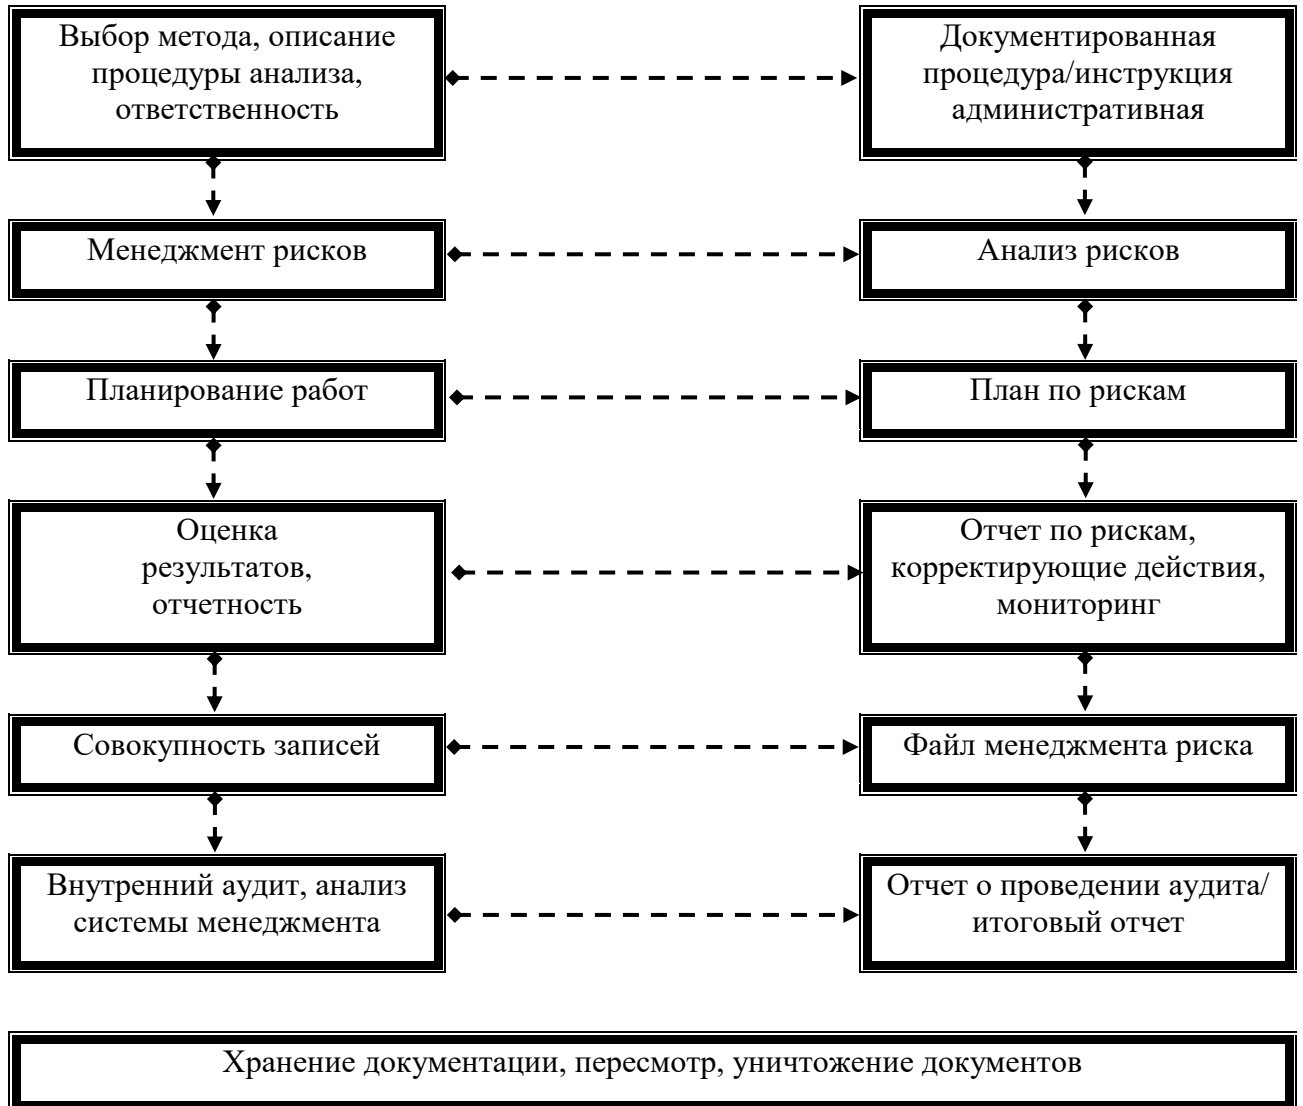 Выбор метода, описание
процедуры анализа,
ответственность
Документированная
процедура/инструкция
административная
Менеджмент рисков
Анализ рисков
Планирование работ
План по рискам
Оценка
результатов,
отчетность
Отчет по рискам,
корректирующие действия,
мониторинг
Совокупность записей
Файл менеджмента риска
Внутренний аудит, анализ
системы менеджмента
Отчет о проведении аудита/
итоговый отчет
Хранение документации, пересмотр, уничтожение документов